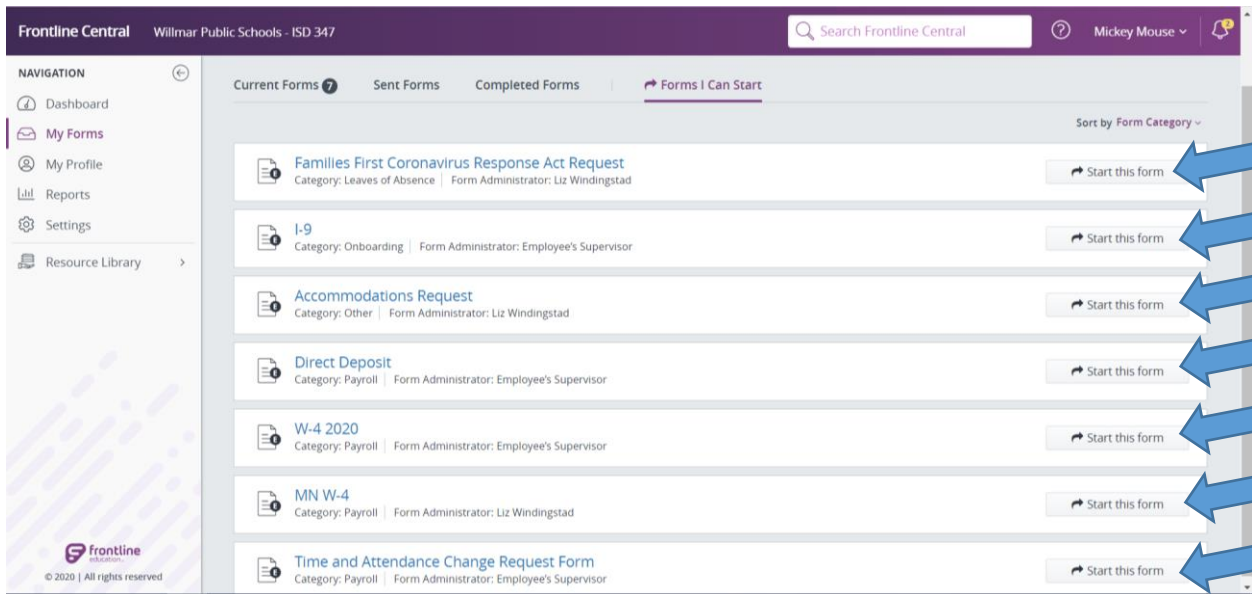 Frontline Central Willmar Public Schools - ISD 347 Search Frontline Central ? Mickey Mouse 2
NAVIGATION
Dashboard
My Forms
My Profile
Reports
Settings
Resource Library
frontline
education
© 2020 | All rights reserved
Current Forms 7 Sent Forms Completed Forms Forms I Can Start
Sort by Form Category
Families First Coronavirus Response Act Request
Category: Leaves of Absence | Form Administrator: Liz Windingstad
Start this form
I-9
Category: Onboarding | Form Administrator: Employee's Supervisor
Start this form
Accommodations Request
Category: Other | Form Administrator: Liz Windingstad
Start this form
Direct Deposit
Category: Payroll | Form Administrator: Employee's Supervisor
Start this form
W-4 2020
Category: Payroll | Form Administrator: Employee's Supervisor
Start this form
MN W-4
Category: Payroll | Form Administrator: Liz Windingstad
Start this form
Time and Attendance Change Request Form
Category: Payroll | Form Administrator: Employee's Supervisor
Start this form